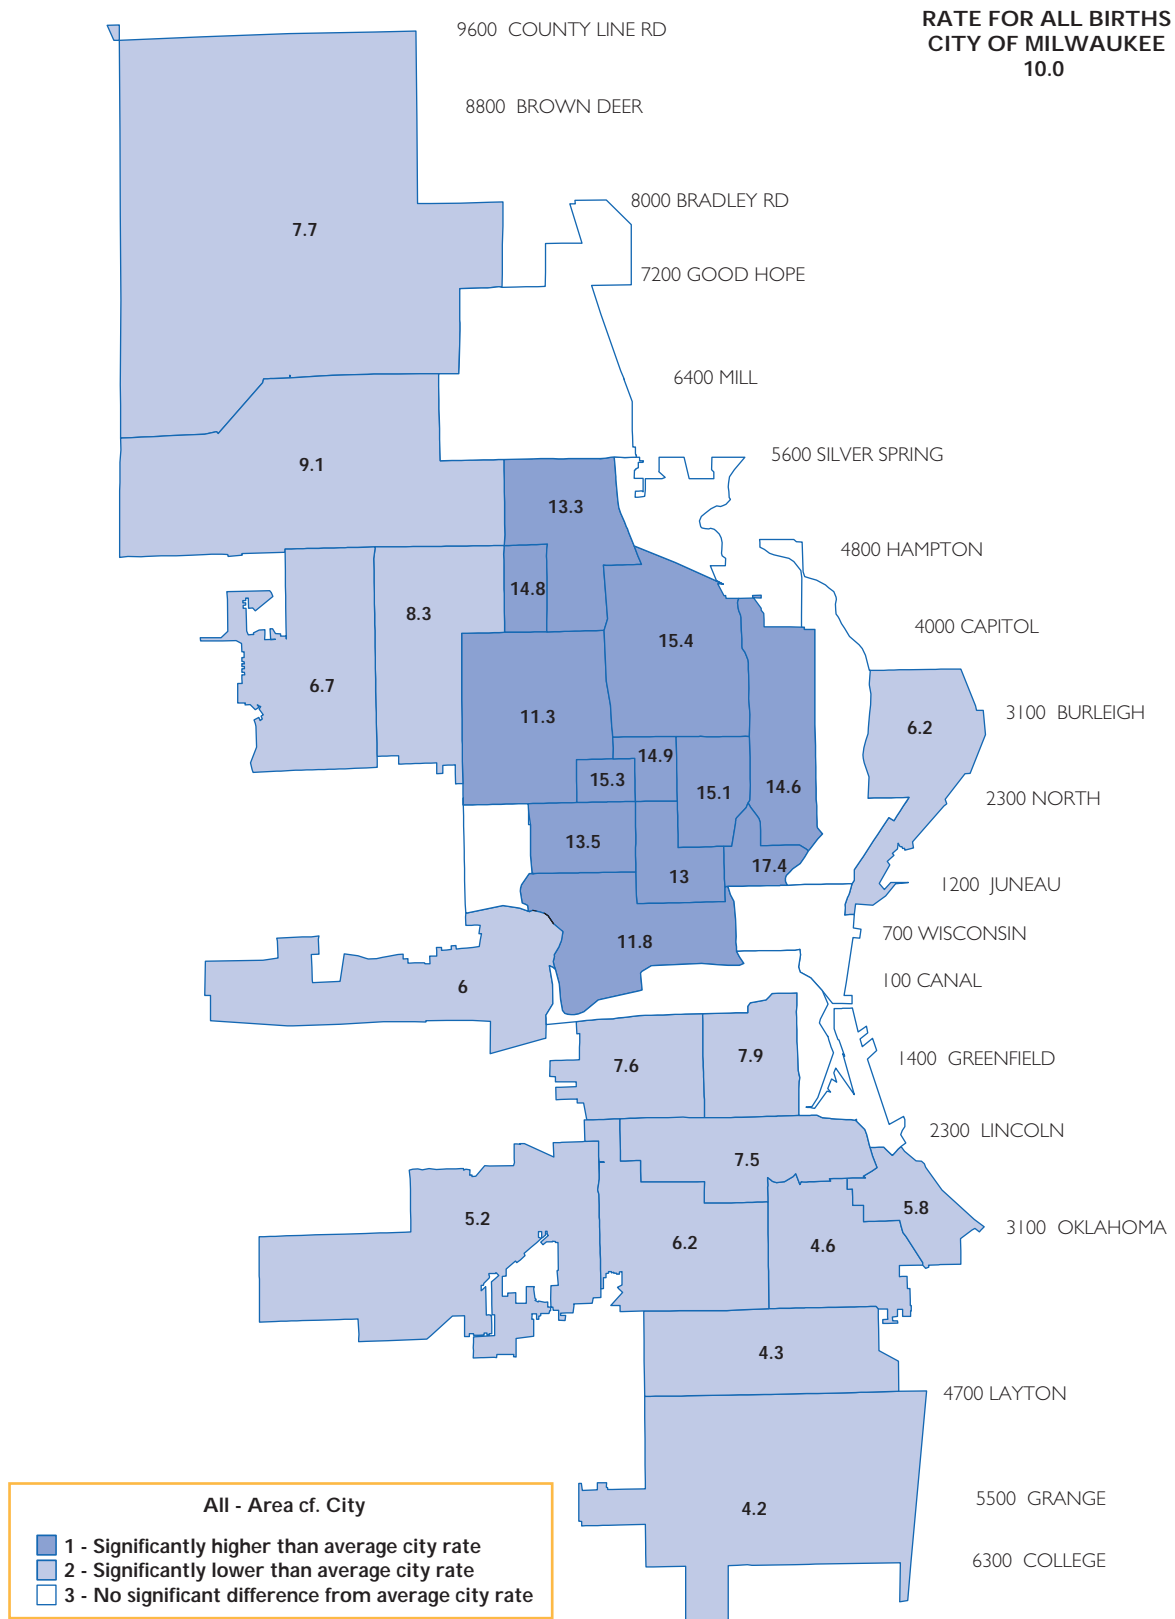 RATE FOR ALL BIRTHS
CITY OF MILWAUKEE
10.0
9600 COUNTY LINE RD
8800 BROWN DEER
8000 BRADLEY RD
7.7
7200 GOOD HOPE
6400 MILL
5600 SILVER SPRING
9.1
13.3
4800 HAMPTON
14.8
8.3
4000 CAPITOL
15.4
6.7
11.3
3100 BURLEIGH
6.2
14.9
15.3
14.6
15.1
2300 NORTH
13.5
17.4
13
1200 JUNEAU
700 WISCONSIN
11.8
100 CANAL
6
1400 GREENFIELD
7.9
7.6
2300 LINCOLN
7.5
5.8
5.2
3100 OKLAHOMA
6.2
4.6
4.3
4700 LAYTON
5500 GRANGE
4.2
6300 COLLEGE
All - Area cf. City
1 - Significantly higher than average city rate
2 - Significantly lower than average city rate
3 - No significant difference from average city rate